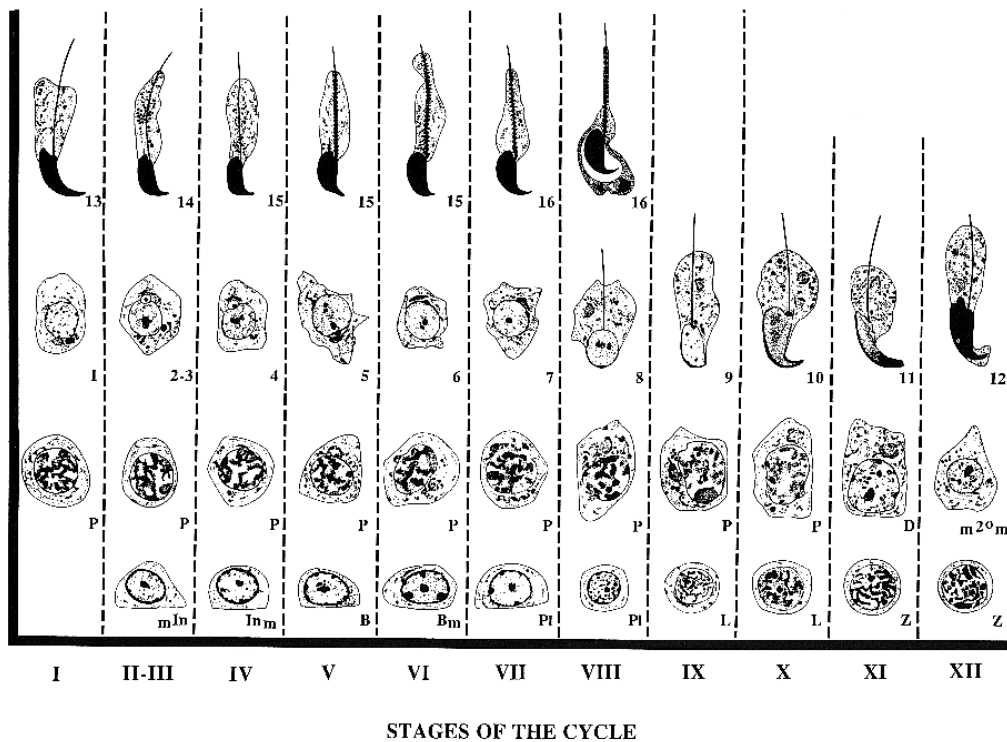 13 14 15 15 15 16 16
1 2-3 4 5 6 7 8 9 10 11 12
P P P P P P P P P D m2°m
mIn Inm B Bm Pl Pl L L Z Z
I II-III IV V VI VII VIII IX X XI XII
STAGES OF THE CYCLE